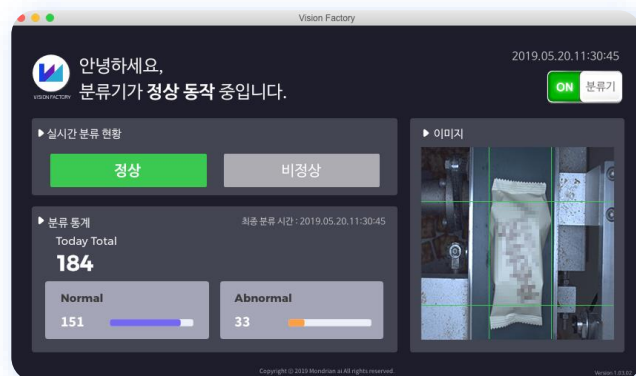 Vision Factory
2019.05.20.11:30:45
VISION FACTORY
안녕하세요,
분류기가 정상 동작 중입니다.
ON 분류기
실시간 분류 현황
정상 비정상
이미지
분류 통계
최종 분류 시간 : 2019.05.20.11:30:45
Today Total
184
Normal
151
Abnormal
33
Copyright © 2019 Mondrian ai All rights reserved.
Version 1.03.02